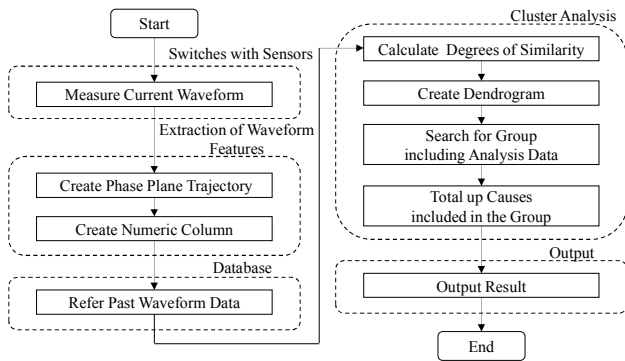 Start
Switches with Sensors
Measure Current Waveform
Extraction of Waveform
Features
Create Phase Plane Trajectory
Create Numeric Column
Database
Refer Past Waveform Data
Cluster Analysis
Calculate Degrees of Similarity
Create Dendrogram
Search for Group
including Analysis Data
Total up Causes
included in the Group
Output
Output Result
End